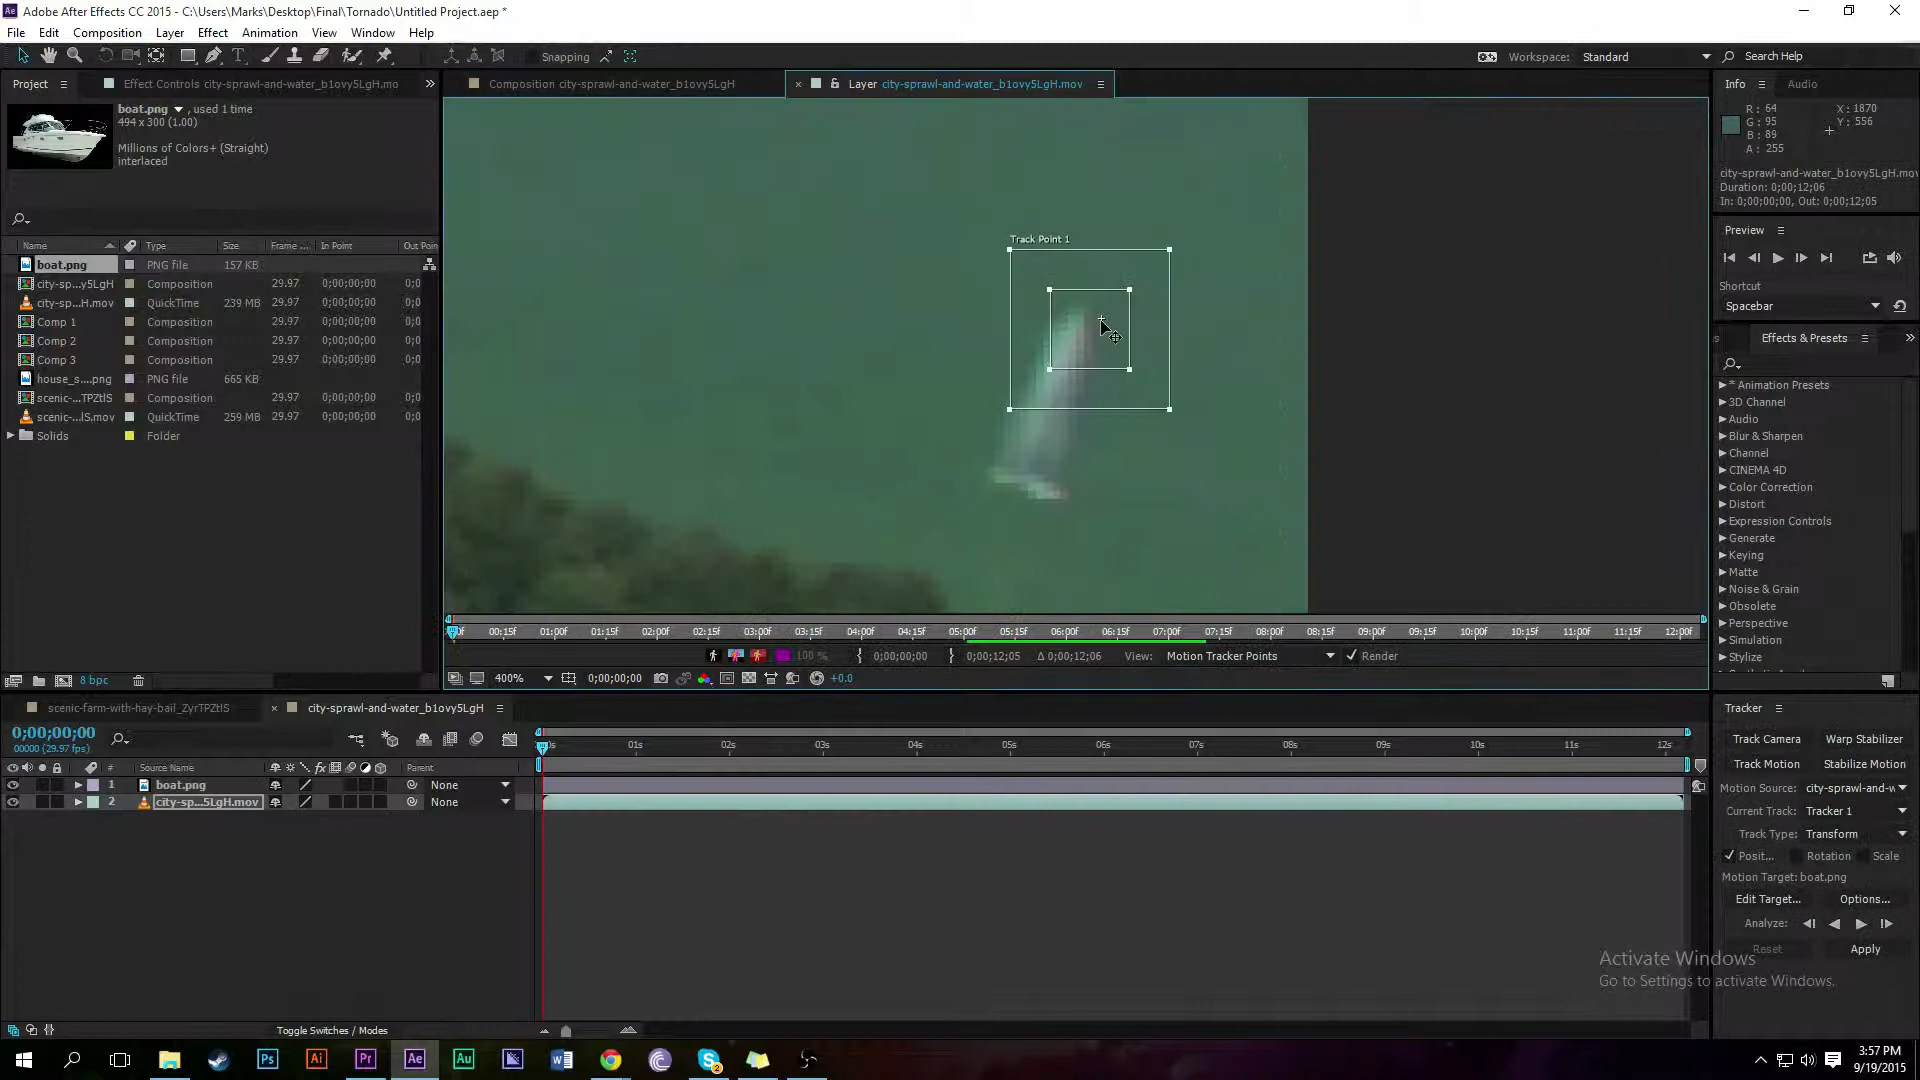 Adobe After Effects CC 2015 - C:\Users\Marks\Desktop\Final\Tornado\Untitled Project.aep *
File Edit Composition Layer Effect Animation View Window Help
Snapping
Workspace: Standard
Search Help
Project
Effect Controls city-sprawl-and-water_b1ovy5LgH.mo
Composition city-sprawl-and-water_b1ovy5LgH
Layer city-sprawl-and-water_b1ovy5LgH.mov
Info Audio
boat.png , used 1 time
494 x 300 (1.00)
Millions of Colors+ (Straight)
interlaced
R: 64 X: 1870
G: 95 Y: 556
B: 89
A: 255
city-sprawl-and-water_b1ovy5LgH.mov
Duration: 0;00;12;06
In: 0;00;00;00, Out: 0;00;12;05
Preview
Shortcut
Spacebar
Effects & Presets
Name Type Size Frame ... In Point Out Poin
boat.png PNG file 157 KB
city-sp...y5LgH Composition 29.97 0;00;00;00 0;0
city-sp...H.mov QuickTime 239 MB 29.97 0;00;00;00 0;0
Comp 1 Composition 29.97 0;00;00;00 0;0
Comp 2 Composition 29.97 0;00;00;00 0;0
Comp 3 Composition 29.97 0;00;00;00 0;0
house_s....png PNG file 665 KB
scenic-...TPZtlS Composition 29.97 0;00;00;00 0;0
scenic-...lS.mov QuickTime 259 MB 29.97 0;00;00;00 0;0
Solids Folder
8 bpc
Track Point 1
* Animation Presets
3D Channel
Audio
Blur & Sharpen
Channel
CINEMA 4D
Color Correction
Distort
Expression Controls
Generate
Keying
Matte
Noise & Grain
Obsolete
Perspective
Simulation
Stylize
00:15f 01:00f 01:15f 02:00f 02:15f 03:00f 03:15f 04:00f 04:15f 05:00f 05:15f 06:00f 06:15f 07:00f 07:15f 08:00f 08:15f 09:00f 09:15f 10:00f 10:15f 11:00f 11:15f 12:00f
100 % 0;00;00;00 0;00;12;05 Δ 0;00;12;06 View: Motion Tracker Points Render
400% 0;00;00;00 +0.0
scenic-farm-with-hay-bail_ZyrTPZtlS
city-sprawl-and-water_b1ovy5LgH
0;00;00;00
00000 (29.97 fps)
01s 02s 03s 04s 05s 06s 07s 08s 09s 10s 11s 12s
# Source Name fx Parent
1 boat.png None
2 city-sp...5LgH.mov None
Toggle Switches / Modes
Tracker
Track Camera Warp Stabilizer
Track Motion Stabilize Motion
Motion Source: city-sprawl-and-w
Current Track: Tracker 1
Track Type: Transform
Posit... Rotation Scale
Motion Target: boat.png
Edit Target... Options...
Analyze:
Reset Apply
Activate Windows
Go to Settings to activate Windows.
Ps Ai Pr Ae Au
3:57 PM
9/19/2015